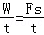 W/t = Fs/t